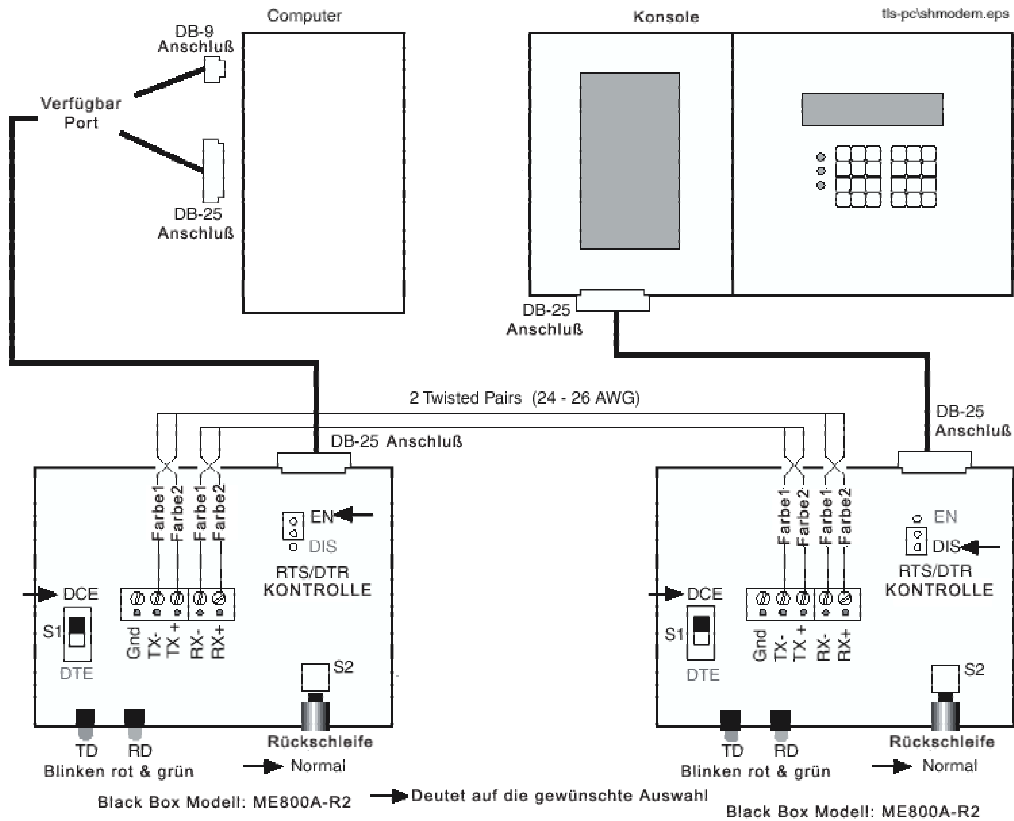 Computer
Konsole
tls-pc\shmodem.eps
DB-9
Anschluß
Verfügbar
Port
DB-25
Anschluß
DB-25
Anschluß
2 Twisted Pairs (24 - 26 AWG)
DB-25 Anschluß
DB-25
Anschluß
Farbe1
Farbe2
Farbe1
Farbe2
EN
DIS
RTS/DTR
KONTROLLE
DCE
S1
DTE
Gnd
TX-
TX+
RX-
RX+
S2
TD
RD
Blinken rot & grün
Rückschleife
Normal
Black Box Modell: ME800A-R2
Deutet auf die gewünschte Auswahl
Farbe1
Farbe2
Farbe1
Farbe2
EN
DIS
RTS/DTR
KONTROLLE
DCE
S1
DTE
Gnd
TX-
TX+
RX-
RX+
S2
TD
RD
Blinken rot & grün
Rückschleife
Normal
Black Box Modell: ME800A-R2